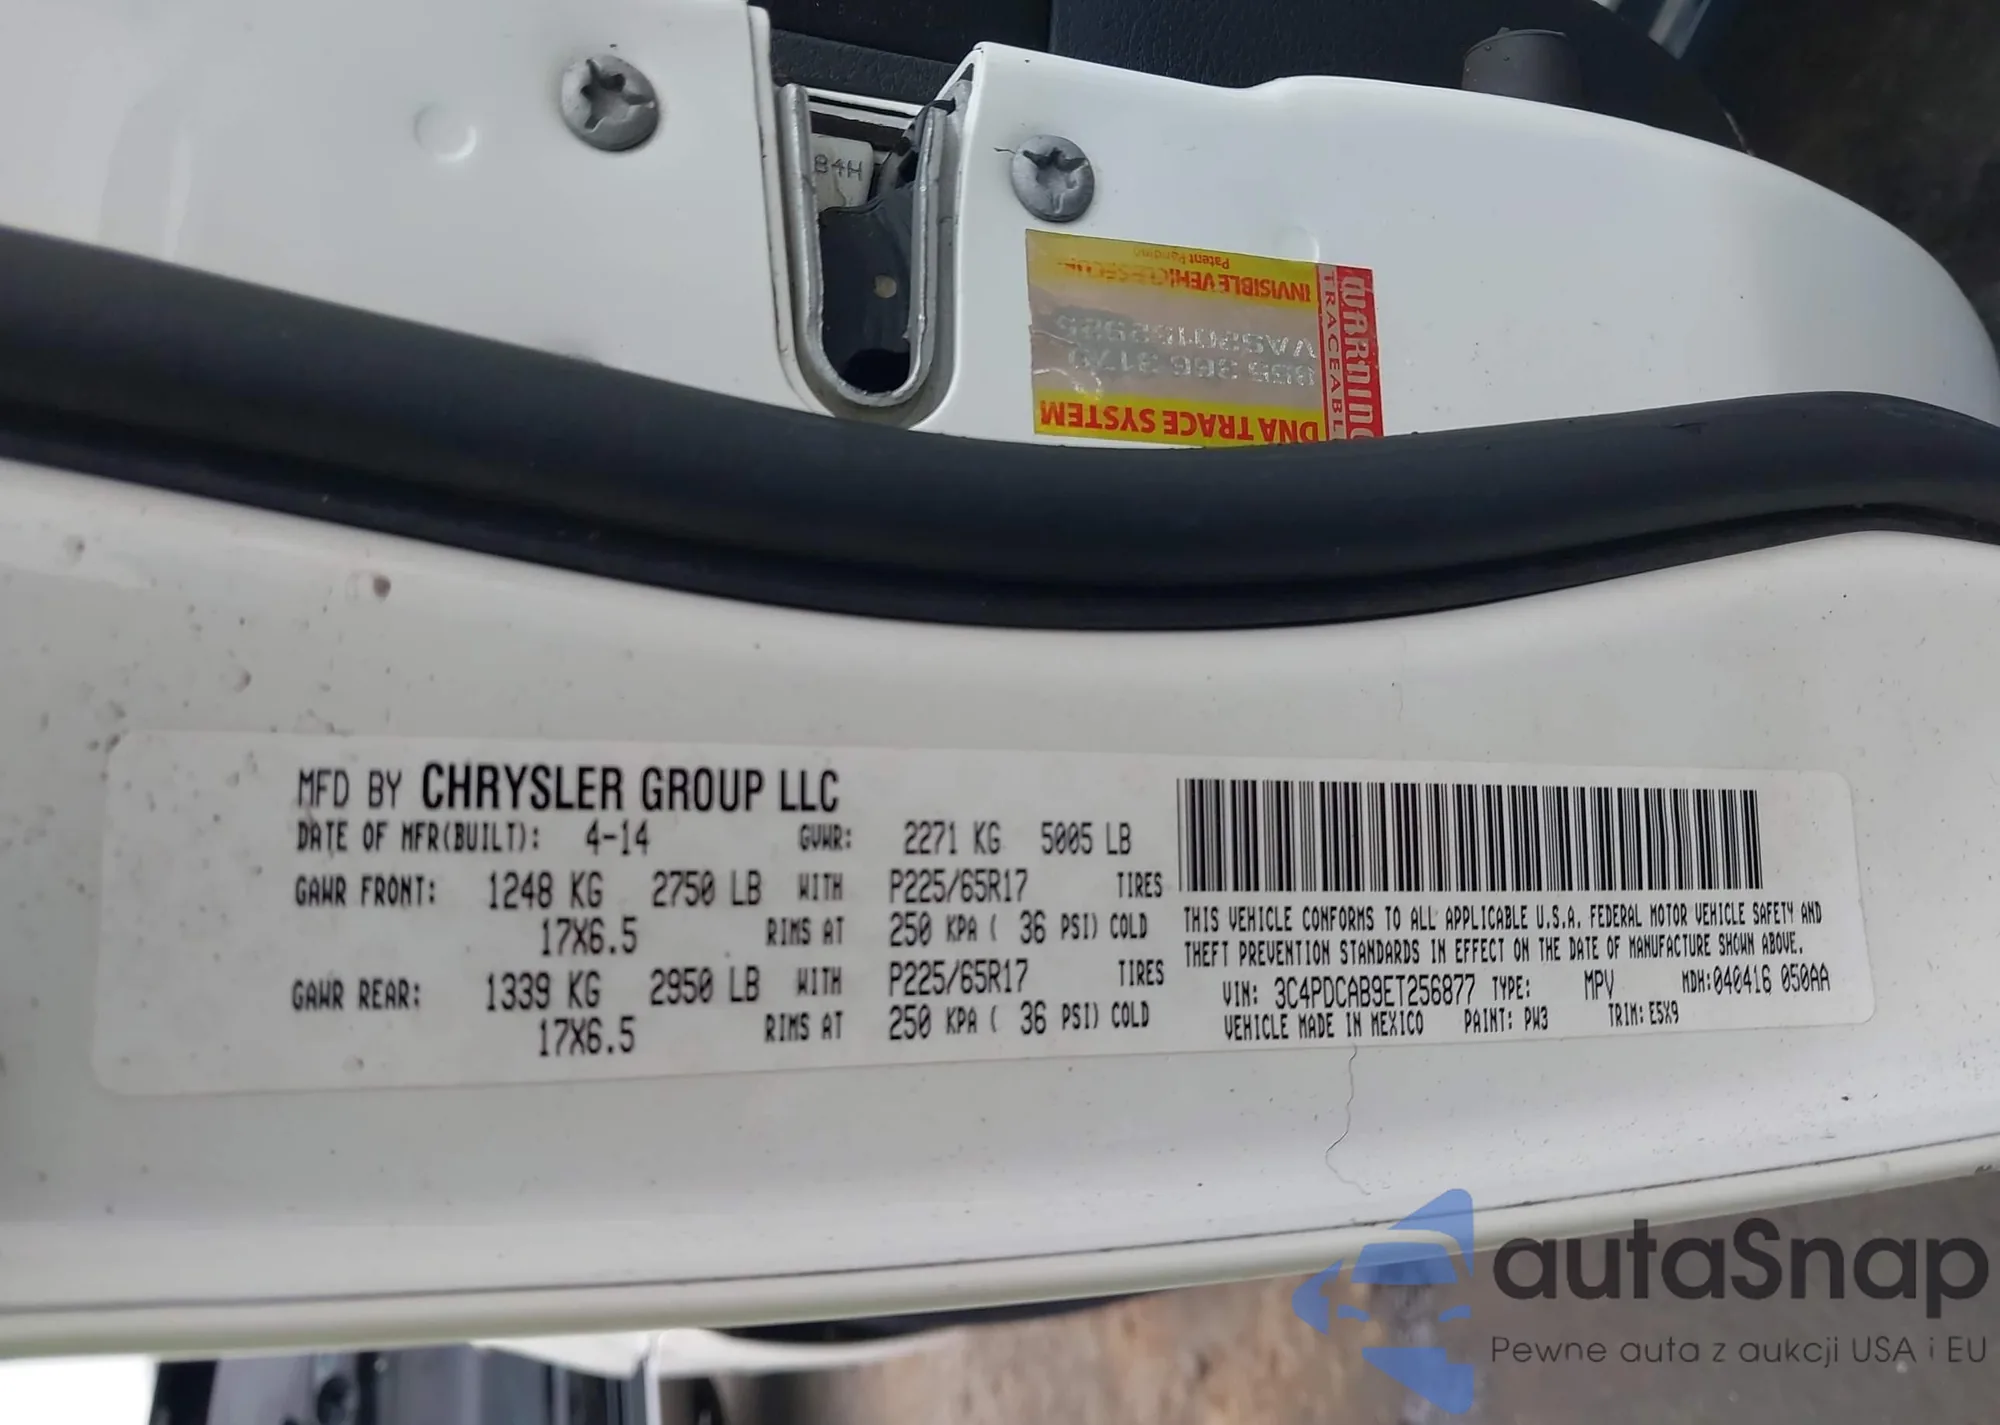 84H
WARNING
TRACEABLE
INVISIBLE VEHICLE
Patent Pending
DNA TRACE SYSTEM
MFD BY CHRYSLER GROUP LLC
DATE OF MFR(BUILT): 4-14 GVWR: 2271 KG 5005 LB
GAWR FRONT: 1248 KG 2750 LB WITH P225/65R17 TIRES
17X6.5 RIMS AT 250 KPA ( 36 PSI) COLD
GAWR REAR: 1339 KG 2950 LB WITH P225/65R17 TIRES
17X6.5 RIMS AT 250 KPA ( 36 PSI) COLD
THIS VEHICLE CONFORMS TO ALL APPLICABLE U.S.A. FEDERAL MOTOR VEHICLE SAFETY AND
THEFT PREVENTION STANDARDS IN EFFECT ON THE DATE OF MANUFACTURE SHOWN ABOVE.
VIN: 3C4PDCAB9ET256877 TYPE: MPV MDH:040416 050AA
VEHICLE MADE IN MEXICO PAINT: PW3 TRIM: E5X9
autaSnap
Pewne auta z aukcji USA i EU